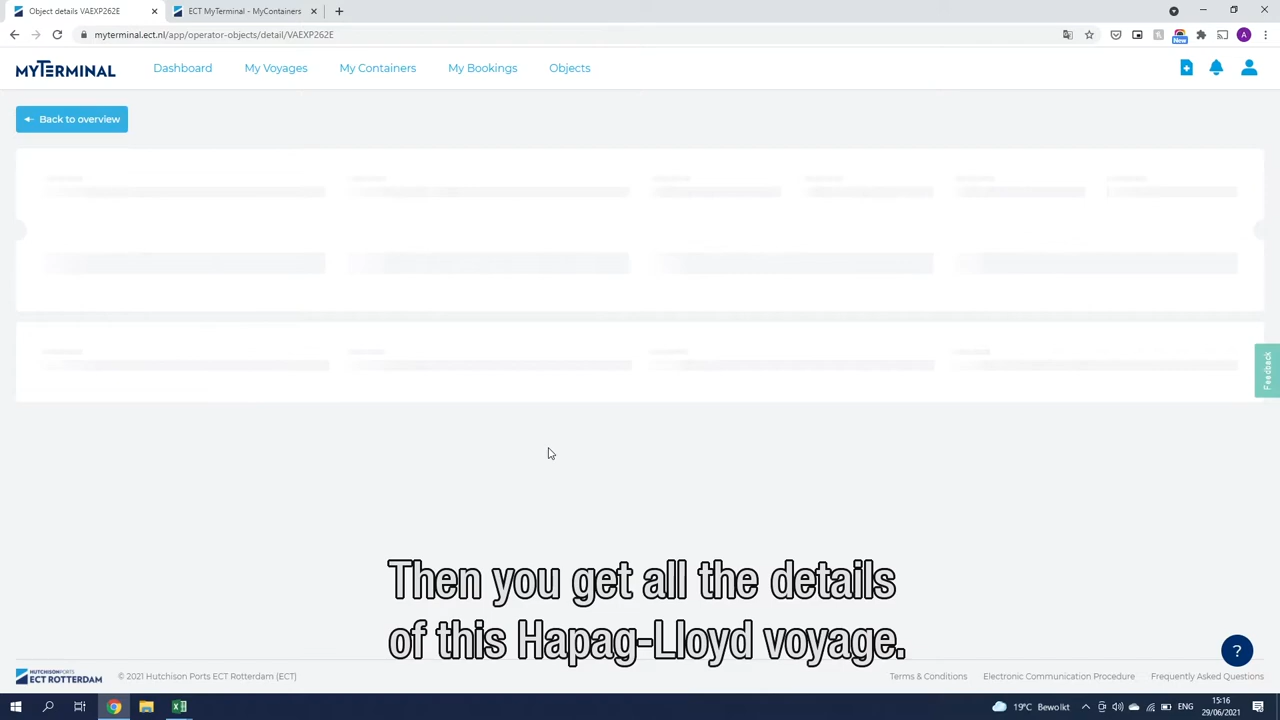 Object details VAEXP262E
ECT MyTerminal - MyContainers
myterminal.ect.nl/app/operator-objects/detail/VAEXP262E
New
A
MYTERMINAL
Dashboard
My Voyages
My Containers
My Bookings
Objects
Back to overview
Feedback
Then you get all the details
of this Hapag-Lloyd voyage.
?
HUTCHISON PORTS
ECT ROTTERDAM
© 2021 Hutchison Ports ECT Rotterdam (ECT)
Terms & Conditions
Electronic Communication Procedure
Frequently Asked Questions
19°C Bewolkt
ENG
15:16
29/06/2021